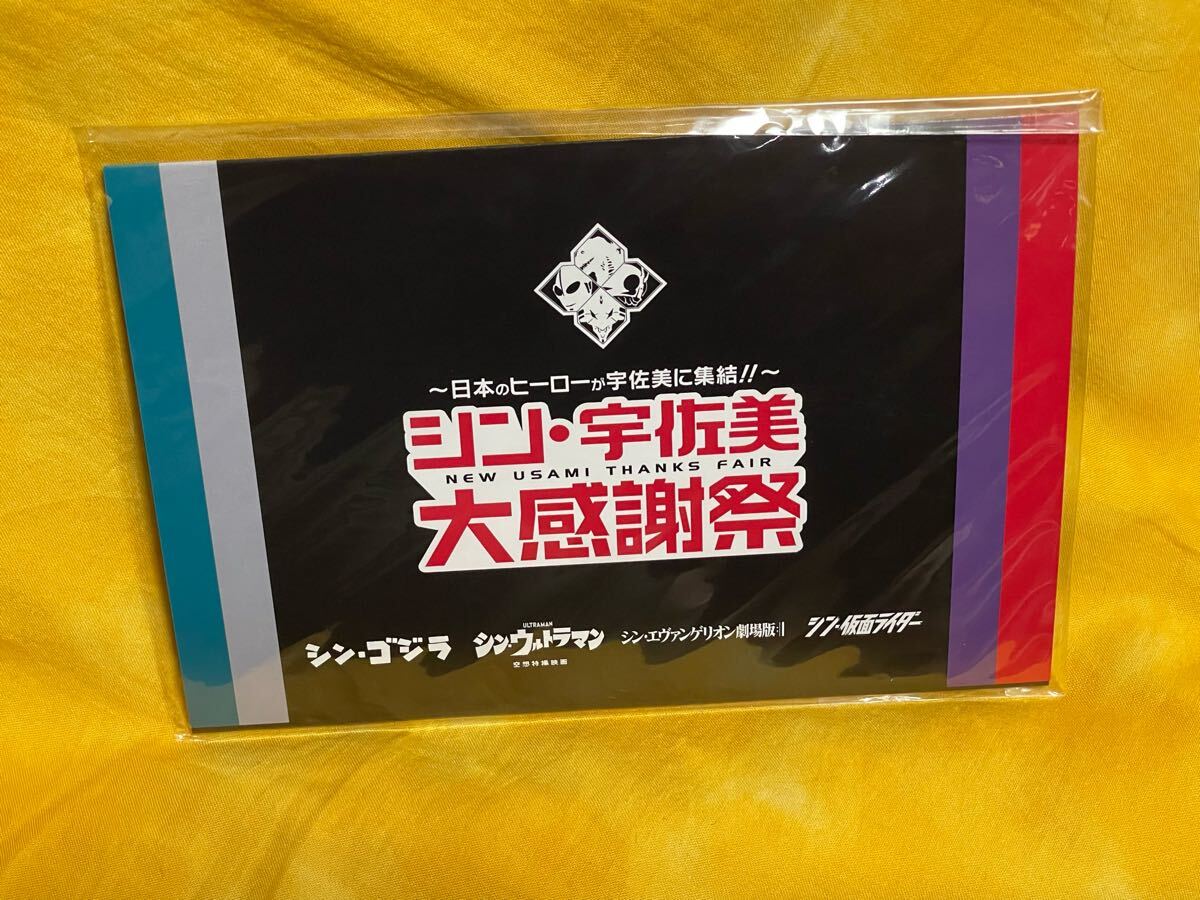 ～日本のヒーローが宇佐美に集結!!～
シン・宇佐美
NEW USAMI THANKS FAIR
大感謝祭
シン・ゴジラ
ULTRAMAN
シン・ウルトラマン
空想特撮映画
シン・エヴァンゲリオン劇場版:||
シン・仮面ライダー